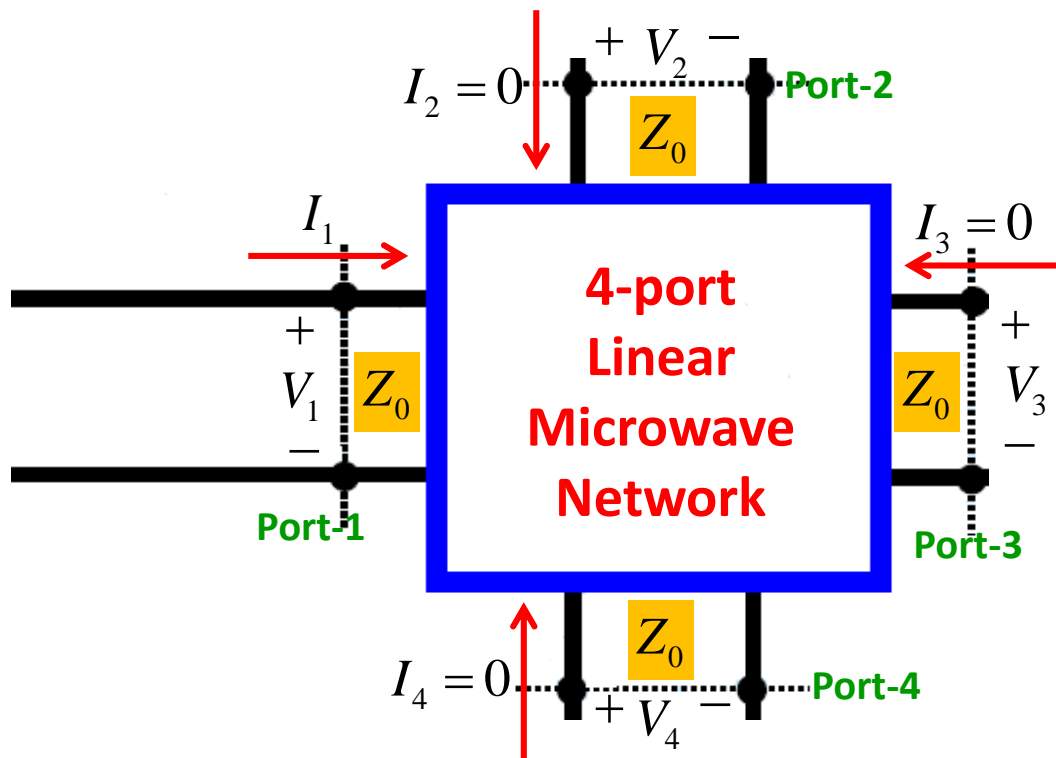 + V₂ −
I₂ = 0
Port-2
Z₀
I₁
I₃ = 0
+
V₁
−
Z₀
4-port
Linear
Microwave
Network
Z₀
+
V₃
−
Port-1
Port-3
Z₀
I₄ = 0
Port-4
+ V₄ −